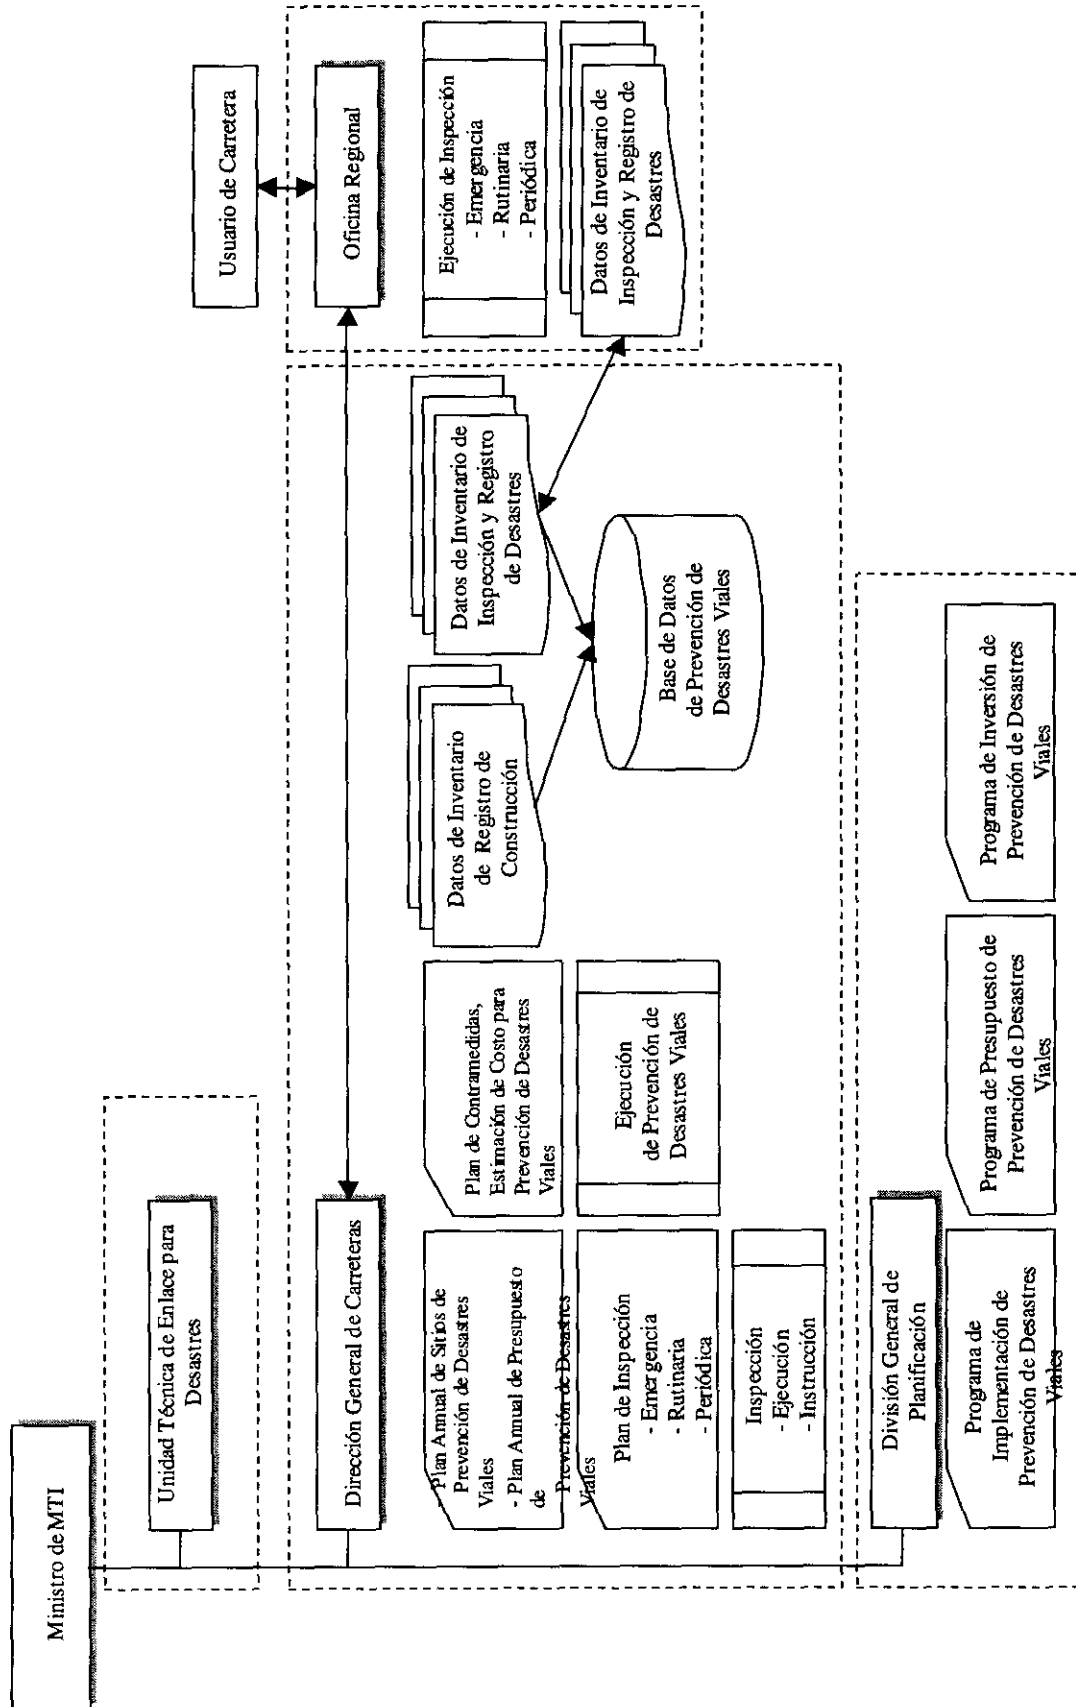 Ministro de MTI
Unidad Técnica de Enlace para
Desastres
Dirección General de Carreteras
Usuario de Carretera
Oficina Regional
- Plan Annual de Sitios de
Prevención de Desastres
Viales
- Plan Annual de Presupuesto
de
Prevención de Desastres
Viales
Plan de Contramedidas,
Estimación de Costo para
Prevención de Desastres
Viales
Datos de Inventario
de Registro de
Construcción
Datos de Inventario de
Inspección y Registro
de Desastres
Ejecución de Inspección
- Emergencia
- Rutinaria
- Periódica
Plan de Inspección
- Emergencia
- Rutinaria
- Periódica
Ejecución
de Prevención de
Desastres Viales
Base de Datos
de Prevención de
Desastres Viales
Datos de Inventario de
Inspección y Registro de
Desastres
Inspección
- Ejecución
- Instrucción
División General de
Planificación
Programa de
Implementación de
Prevención de Desastres
Viales
Programa de Presupuesto de
Prevención de Desastres
Viales
Programa de Inversión de
Prevención de Desastres
Viales